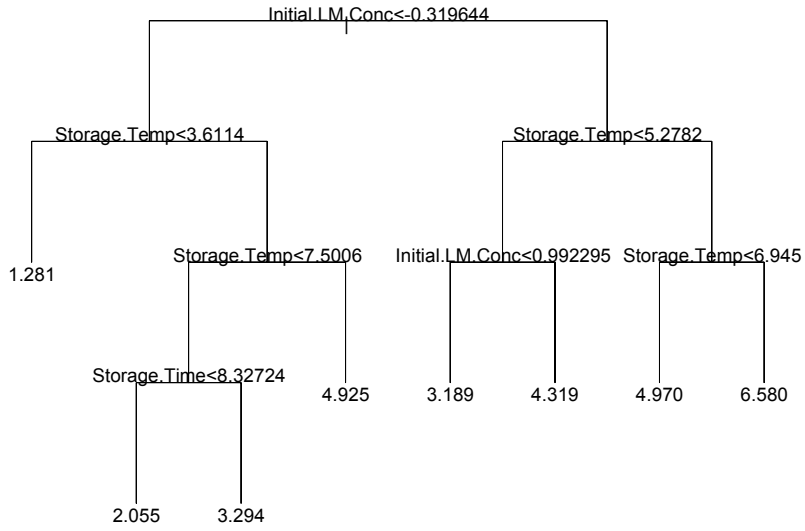 Initial.LM.Conc<-0.319644
Storage.Temp<3.6114
Storage.Temp<5.2782
1.281
Storage.Temp<7.5006
Initial.LM.Conc<0.992295
Storage.Temp<6.945
Storage.Time<8.32724
4.925
3.189
4.319
4.970
6.580
2.055
3.294